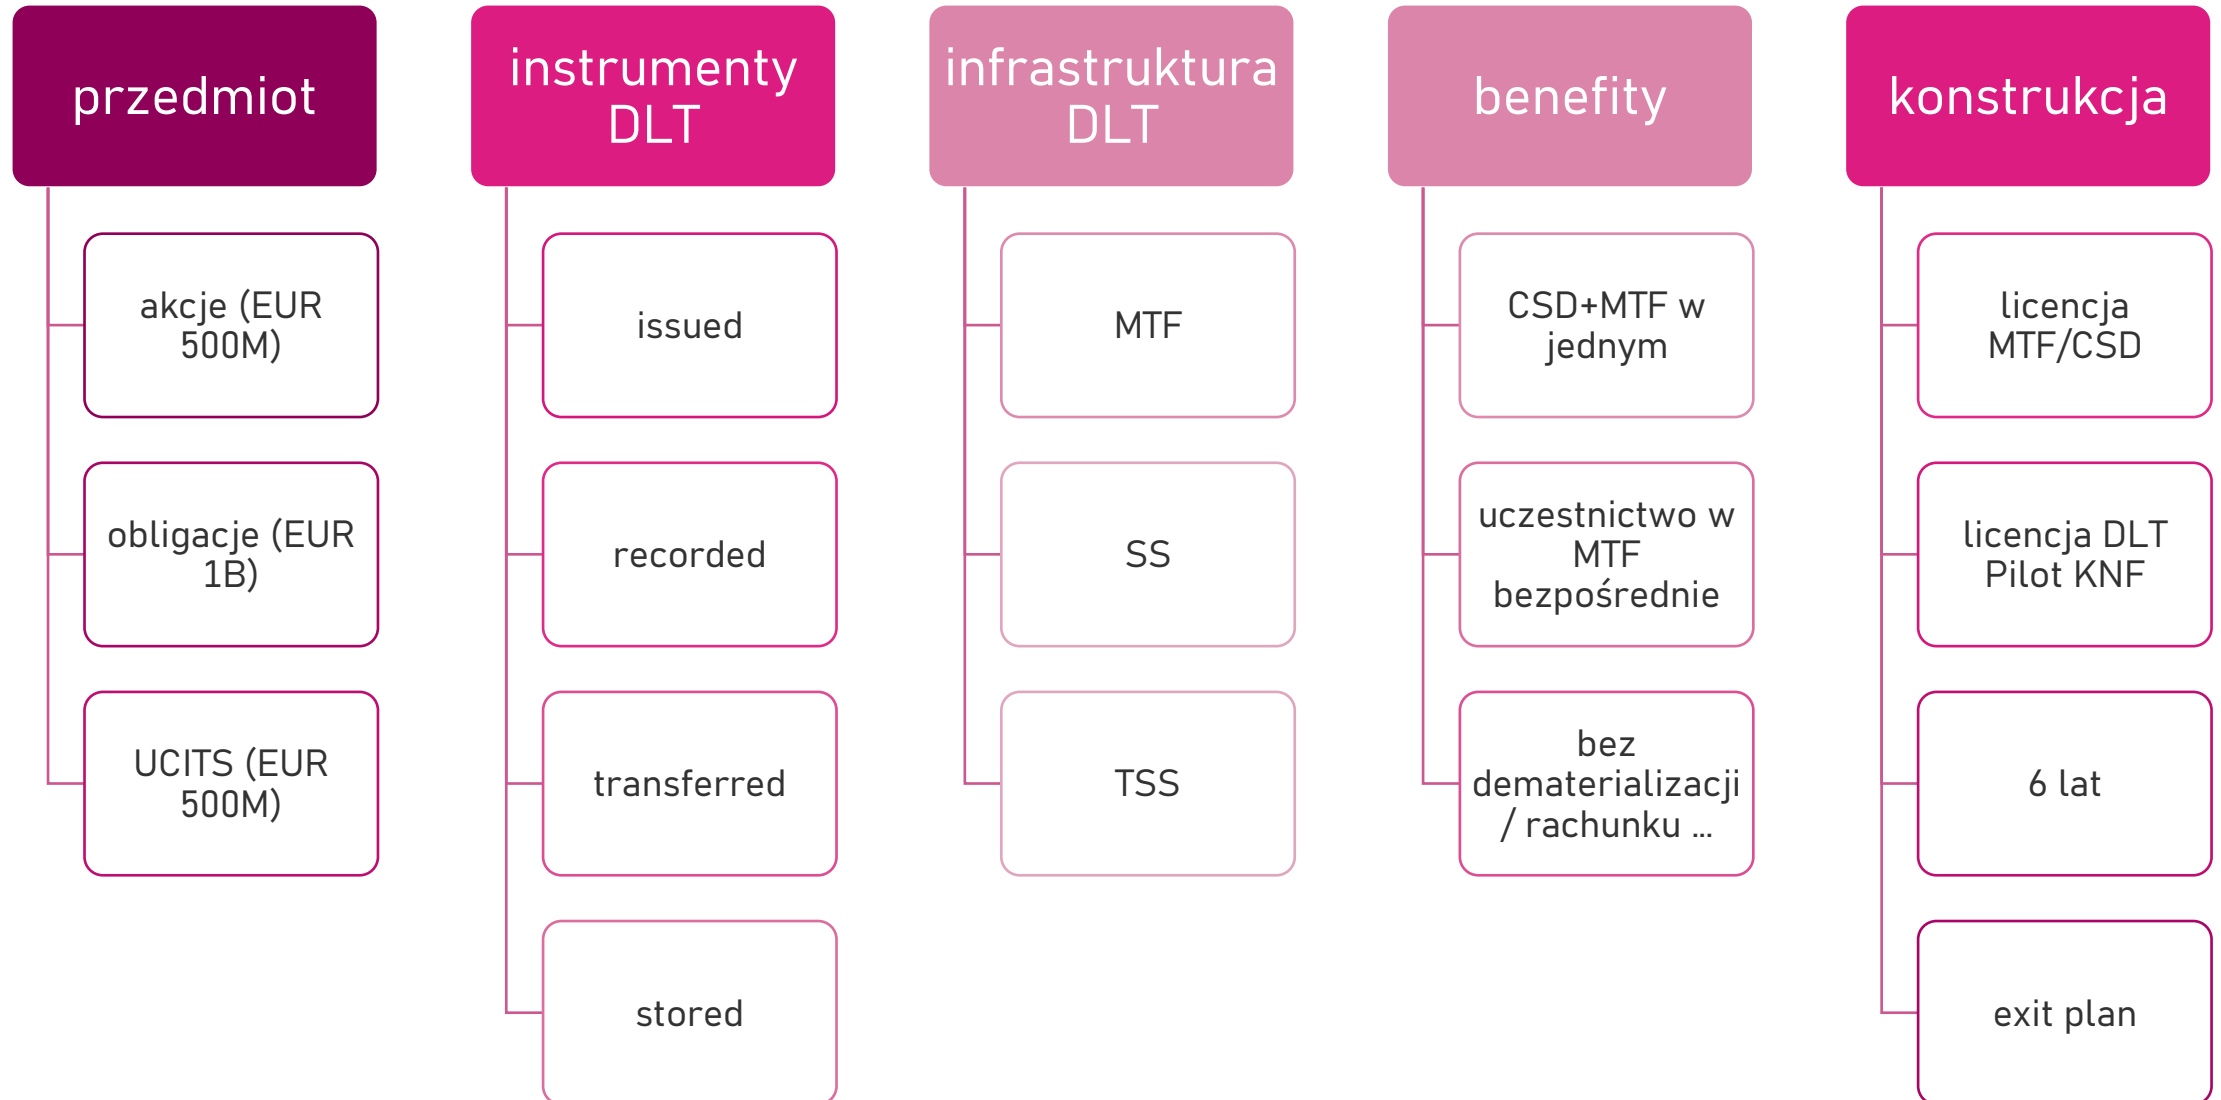 przedmiot
akcje (EUR
500M)
obligacje (EUR
1B)
UCITS (EUR
500M)
instrumenty
DLT
issued
recorded
transferred
stored
infrastruktura
DLT
MTF
SS
TSS
benefity
CSD+MTF w
jednym
uczestnictwo w
MTF
bezpośrednie
bez
dematerializacji
/ rachunku ...
konstrukcja
licencja
MTF/CSD
licencja DLT
Pilot KNF
6 lat
exit plan